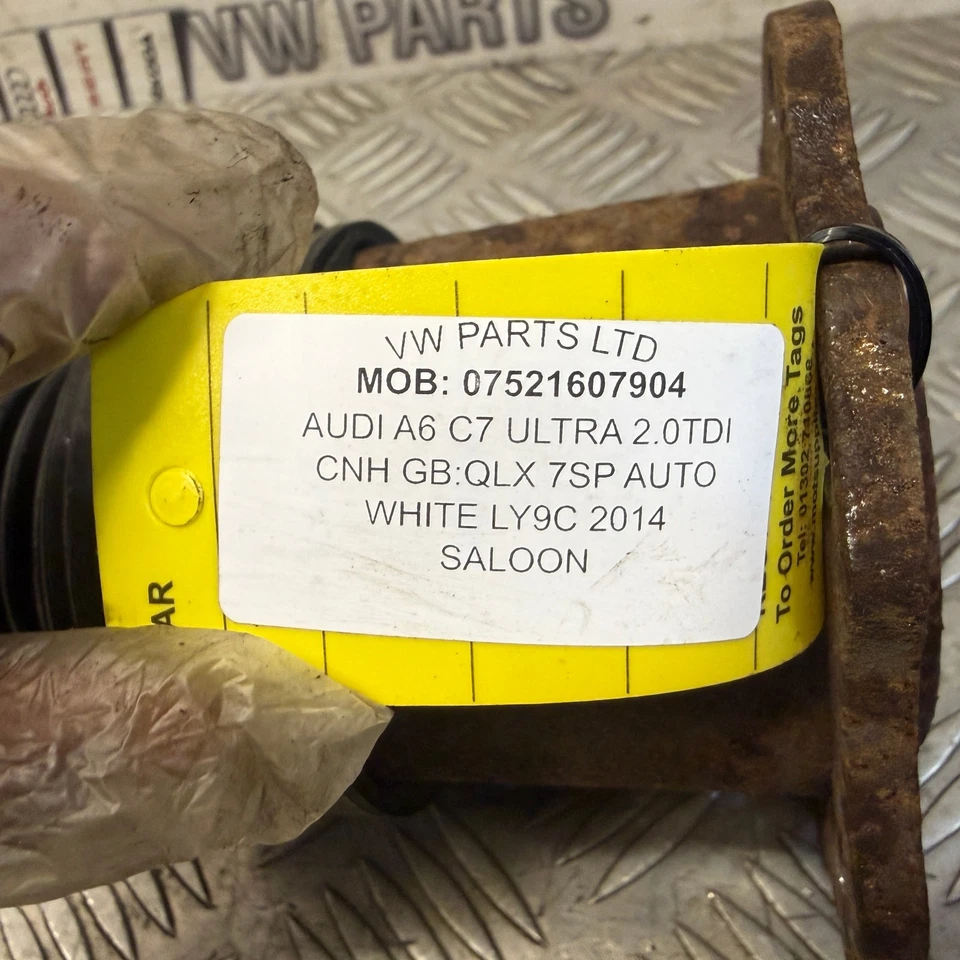 VW PARTS
VW PARTS LTD
MOB: 07521607904
AUDI A6 C7 ULTRA 2.0TDI
CNH GB:QLX 7SP AUTO
WHITE LY9C 2014
SALOON
To Order More Tags
AR